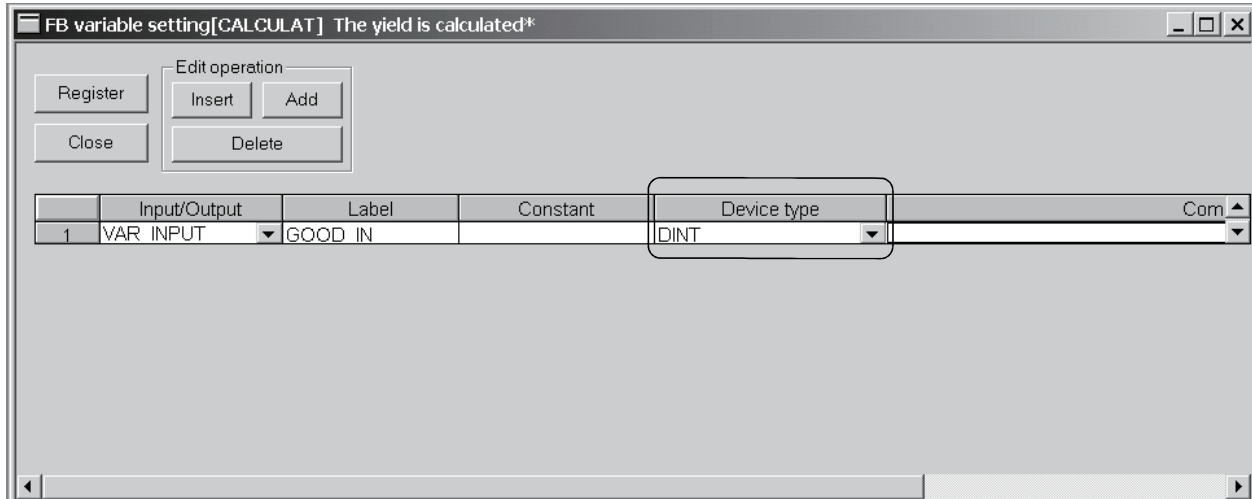 FB variable setting[CALCULAT] The yield is calculated*
Edit operation
Register Insert Add
Close Delete
Input/Output Label Constant Device type Com
1 VAR_INPUT GOOD_IN DINT